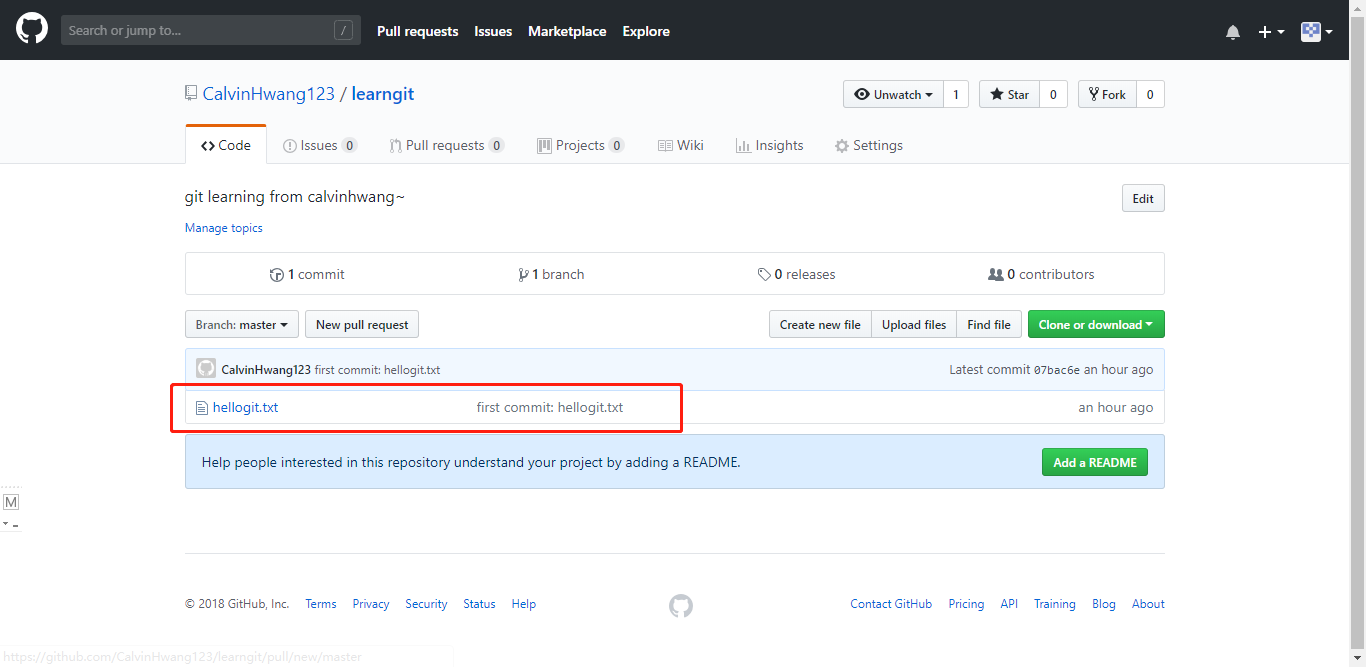 Search or jump to... / Pull requests Issues Marketplace Explore
CalvinHwang123 / learngit Unwatch 1 Star 0 Fork 0
Code Issues 0 Pull requests 0 Projects 0 Wiki Insights Settings
git learning from calvinhwang~ Edit
Manage topics
1 commit 1 branch 0 releases 0 contributors
Branch: master New pull request Create new file Upload files Find file Clone or download
CalvinHwang123 first commit: hellogit.txt Latest commit 07bac6e an hour ago
hellogit.txt first commit: hellogit.txt an hour ago
Help people interested in this repository understand your project by adding a README. Add a README
M
© 2018 GitHub, Inc. Terms Privacy Security Status Help Contact GitHub Pricing API Training Blog About
https://github.com/CalvinHwang123/learngit/pull/new/master